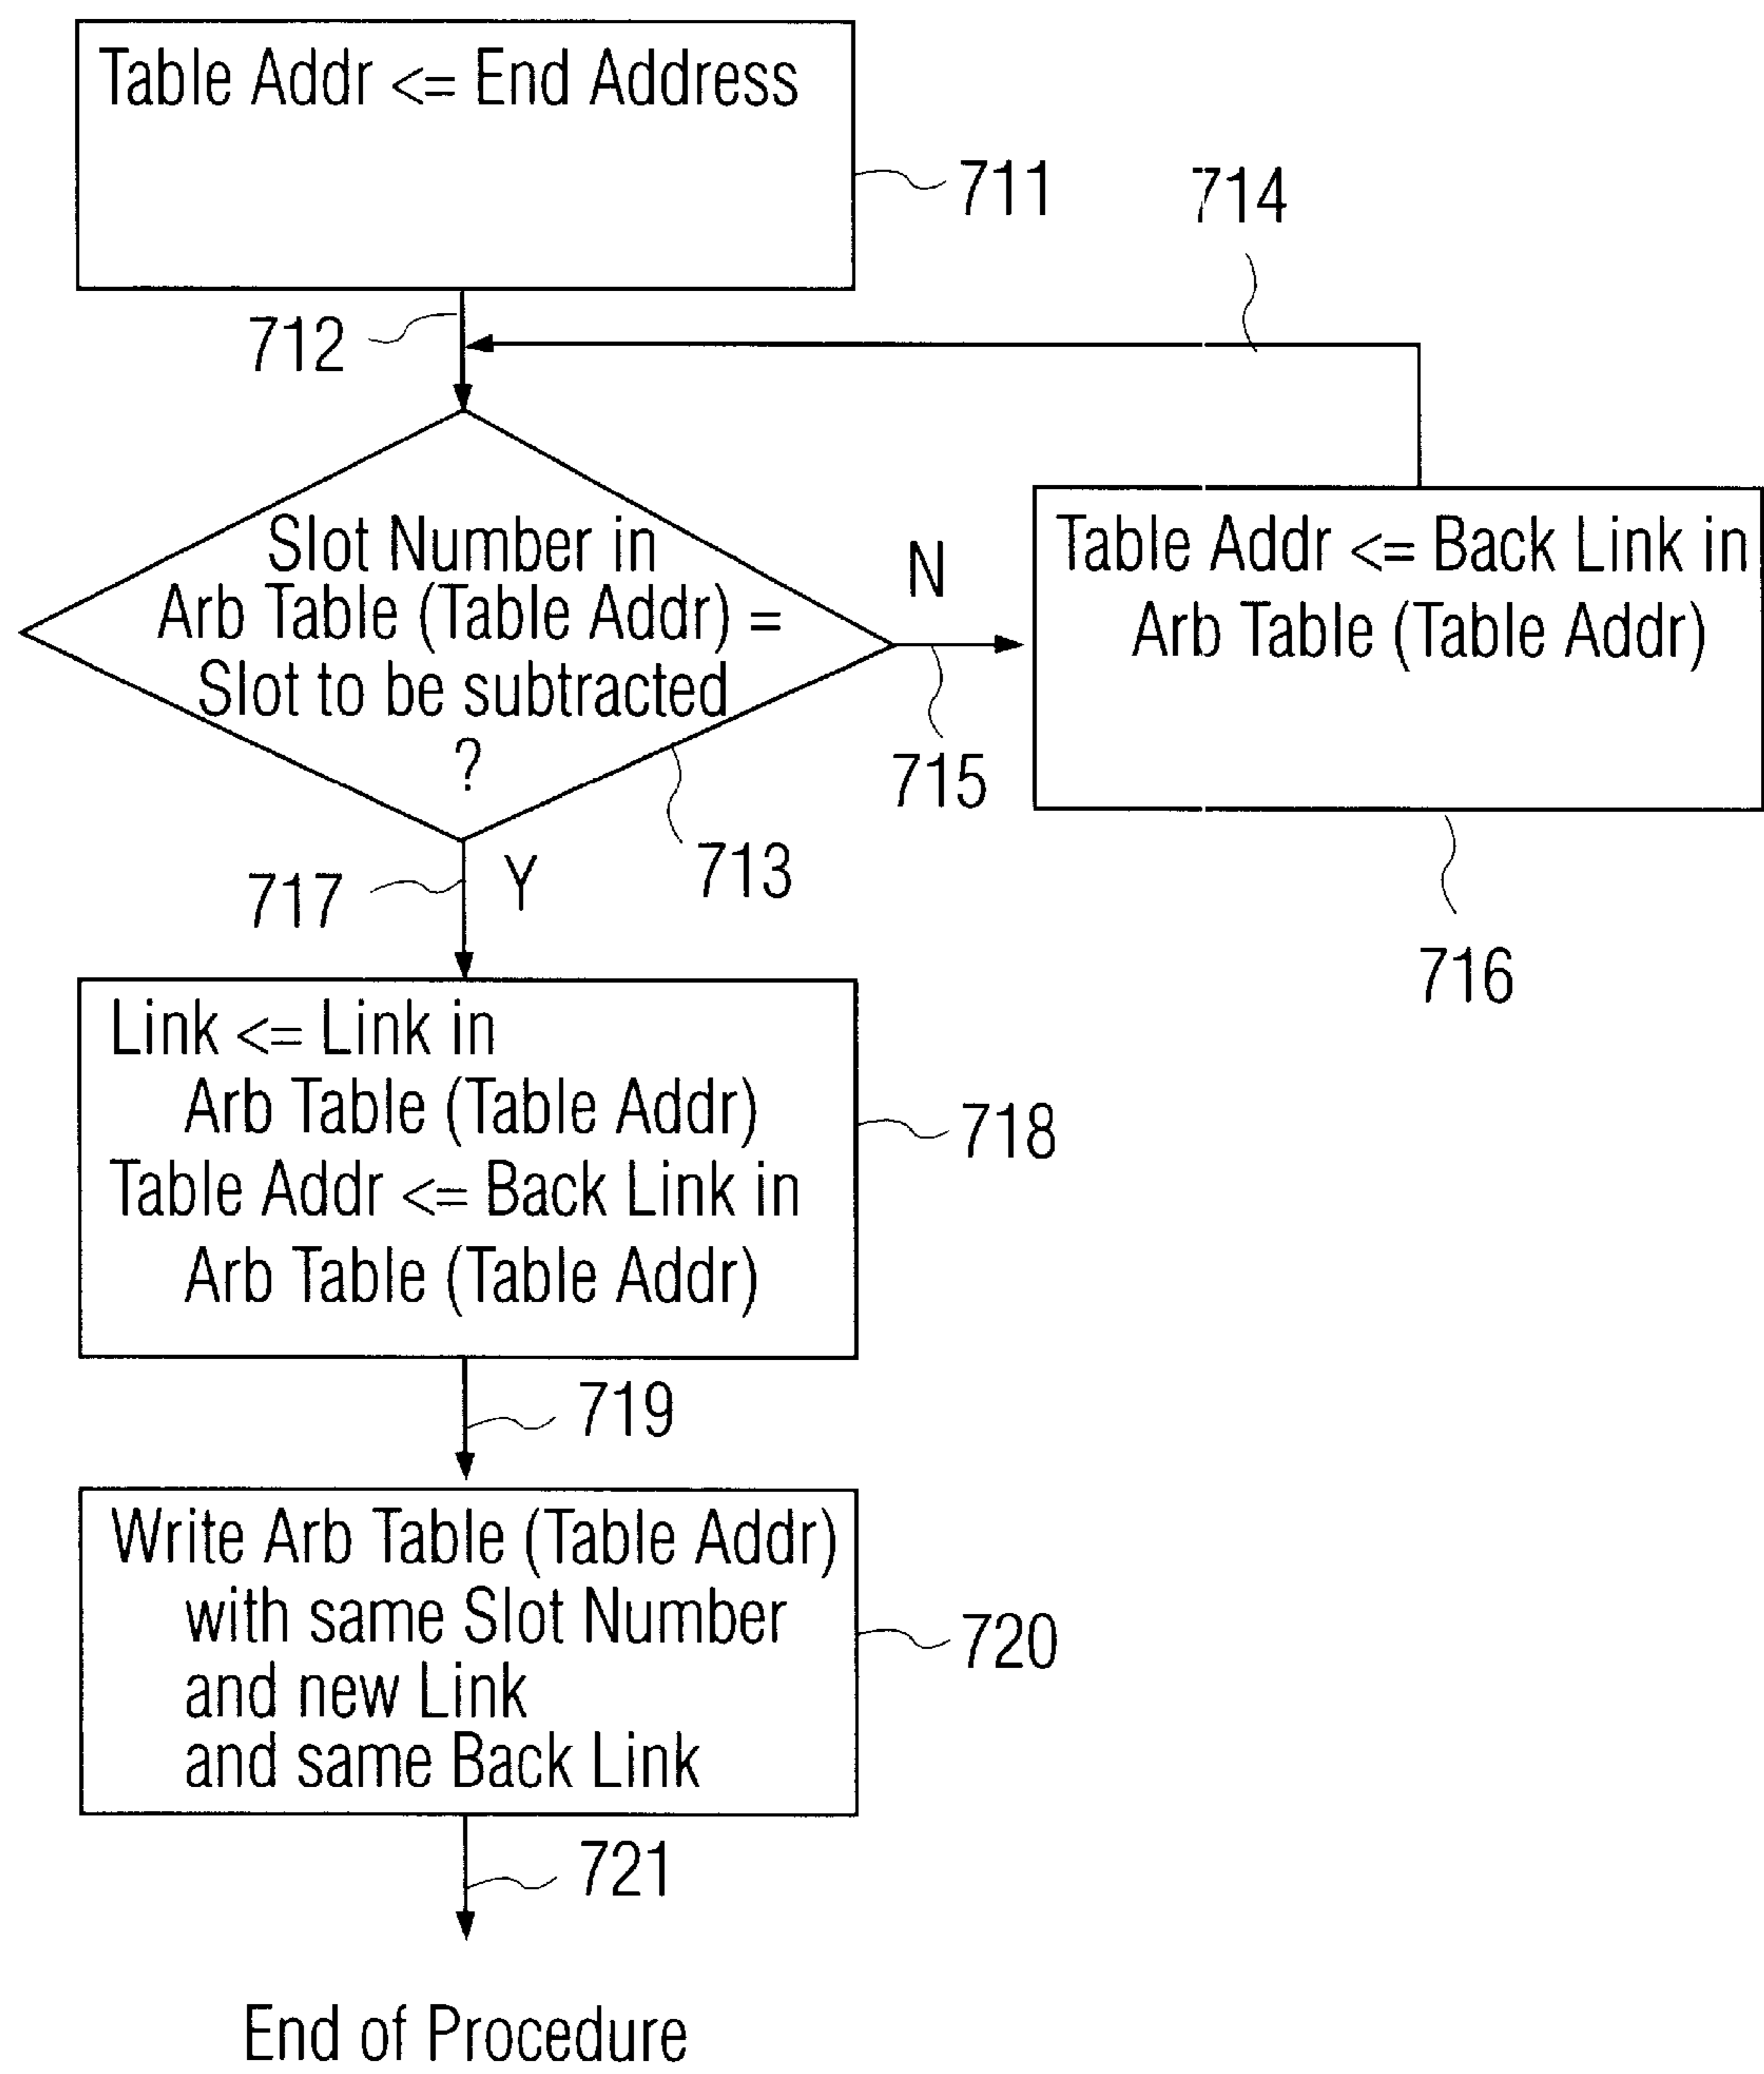 Table Addr <= End Address
711
714
712
Slot Number in
Arb Table (Table Addr) =
Slot to be subtracted
?
N
715
Table Addr <= Back Link in
Arb Table (Table Addr)
716
713
717
Y
Link <= Link in
Arb Table (Table Addr)
Table Addr <= Back Link in
Arb Table (Table Addr)
718
719
Write Arb Table (Table Addr)
with same Slot Number
and new Link
and same Back Link
720
721
End of Procedure